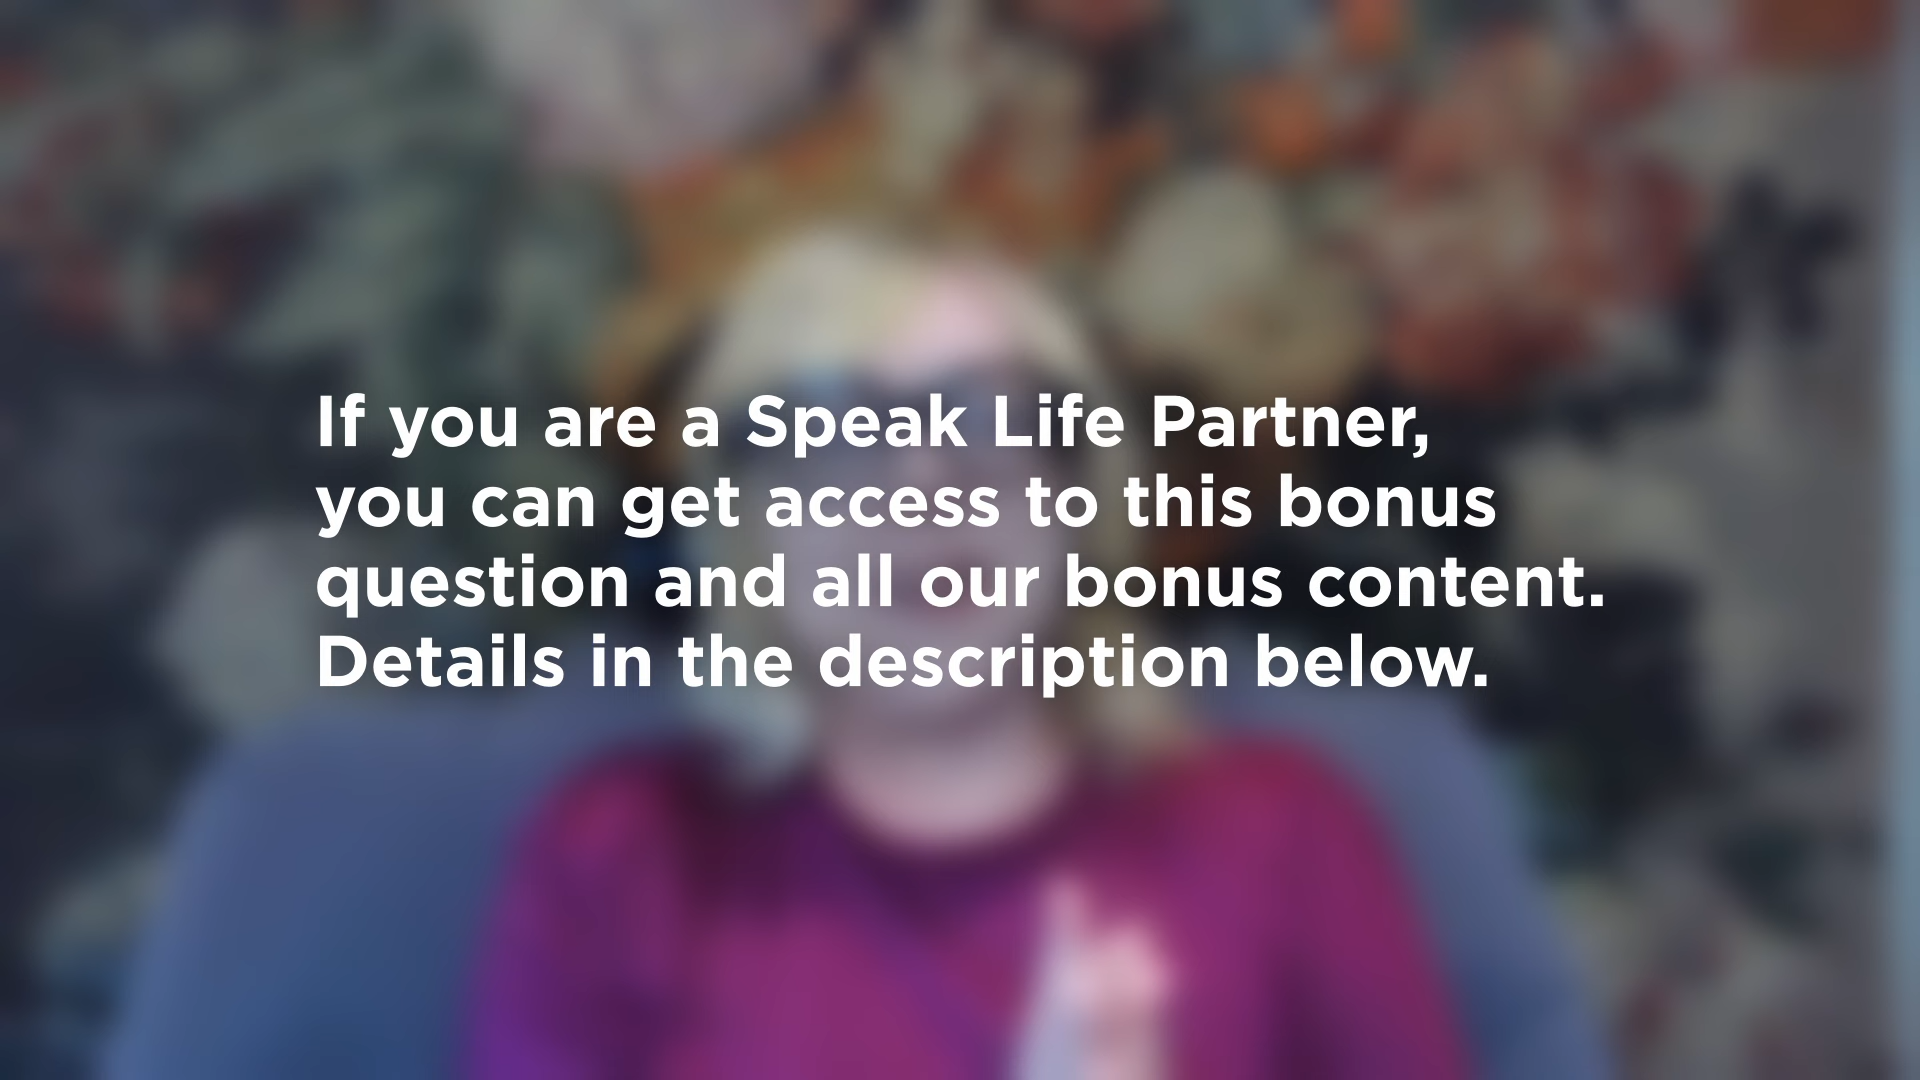 If you are a Speak Life Partner,
you can get access to this bonus
question and all our bonus content.
Details in the description below.